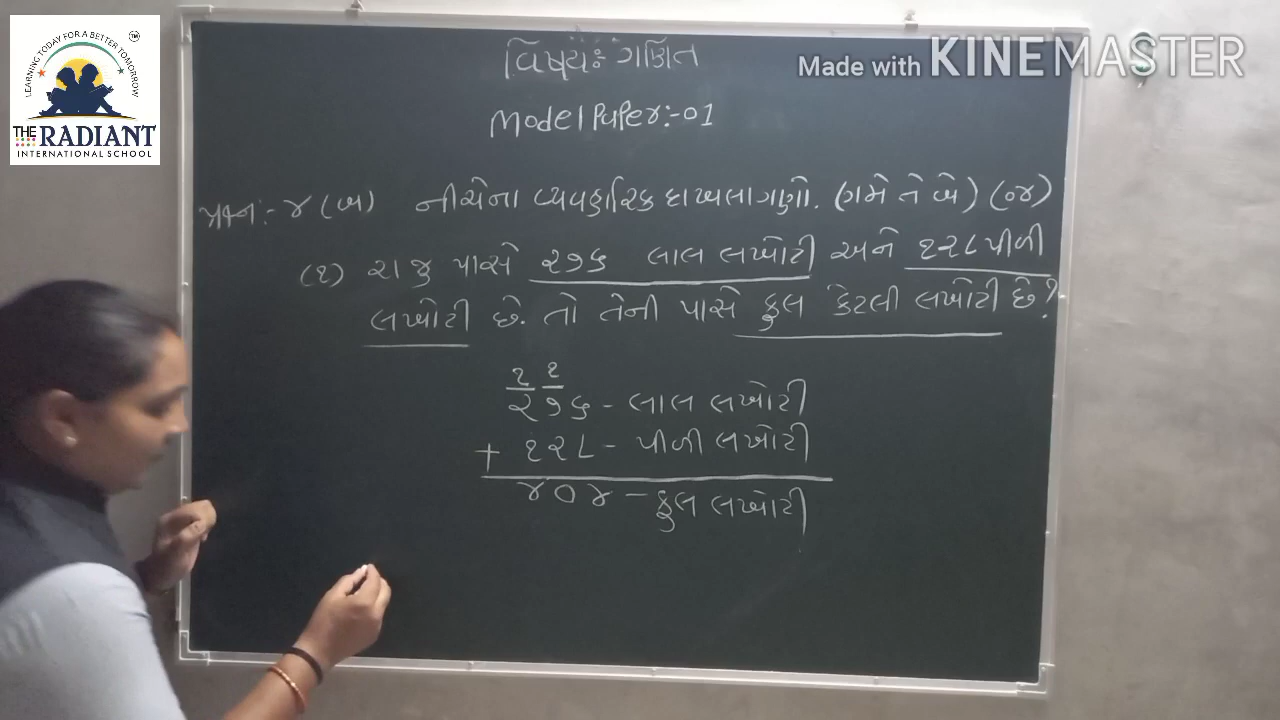 LEARNING TODAY FOR A BETTER TOMORROW
TM
THE RADIANT
INTERNATIONAL SCHOOL
Made with KINEMASTER
વિષય: ગણિત
Model PuPer:-01
પ્રશ્ન:- ૪ (બ) નીચેના વ્યવહારિક દાખલા ગણો. (ગમે તે બે) (૦૪)
(૧) રાજુ પાસે ૨૭૬ લાલ લખોટી અને ૧૨૮ પીળી
લખોટી છે. તો તેની પાસે કુલ કેટલી લખોટી છે?
૧ ૧
૨૭૬ - લાલ લખોટી
+ ૧૨૮ - પીળી લખોટી
૪૦૪ - કુલ લખોટી